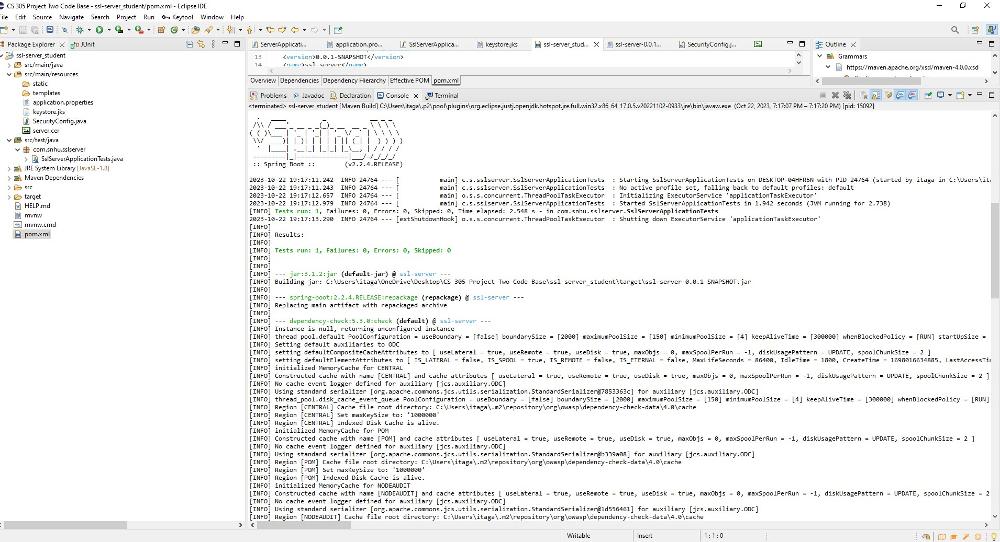 CS 305 Project Two Code Base - ssl-server_student/pom.xml - Eclipse IDE
File Edit Source Navigate Search Project Run Keytool Window Help
Package Explorer JUnit
ssl-server_student
src/main/java
src/main/resources
static
templates
application.properties
keystore.jks
SecurityConfig.java
server.cer
src/test/java
com.snhu.sslserver
SslServerApplicationTests.java
JRE System Library [JavaSE-1.8]
Maven Dependencies
src
target
HELP.md
mvnw
mvnw.cmd
pom.xml
ServerApplicati... application.pro... SslServerApplica... keystore.jks ssl-server_stud... ssl-server-0.0.1... SecurityConfig.j...
13 <version>0.0.1-SNAPSHOT</version>
14 <name>ssl-server</name>
Overview Dependencies Dependency Hierarchy Effective POM pom.xml
Outline
Grammars
https://maven.apache.org/xsd/maven-4.0.0.xsd
Problems @ Javadoc Declaration Console Terminal
<terminated> ssl-server_student [Maven Build] C:\Users\itaga\.p2\pool\plugins\org.eclipse.justj.openjdk.hotspot.jre.full.win32.x86_64_17.0.5.v20221102-0933\jre\bin\javaw.exe (Oct 22, 2023, 7:17:07 PM – 7:17:20 PM) [pid: 15092]
:: Spring Boot :: (v2.2.4.RELEASE)
2023-10-22 19:17:11.242 INFO 24764 --- [ main] c.s.sslserver.SslServerApplicationTests : Starting SslServerApplicationTests on DESKTOP-04HFR5N with PID 24764 (started by itaga in C:\Users\ita
2023-10-22 19:17:11.243 INFO 24764 --- [ main] c.s.sslserver.SslServerApplicationTests : No active profile set, falling back to default profiles: default
2023-10-22 19:17:12.657 INFO 24764 --- [ main] o.s.s.concurrent.ThreadPoolTaskExecutor : Initializing ExecutorService 'applicationTaskExecutor'
2023-10-22 19:17:12.979 INFO 24764 --- [ main] c.s.sslserver.SslServerApplicationTests : Started SslServerApplicationTests in 1.942 seconds (JVM running for 2.738)
[INFO] Tests run: 1, Failures: 0, Errors: 0, Skipped: 0, Time elapsed: 2.548 s - in com.snhu.sslserver.SslServerApplicationTests
2023-10-22 19:17:13.290 INFO 24764 --- [extShutdownHook] o.s.s.concurrent.ThreadPoolTaskExecutor : Shutting down ExecutorService 'applicationTaskExecutor'
[INFO]
[INFO] Results:
[INFO]
[INFO] Tests run: 1, Failures: 0, Errors: 0, Skipped: 0
[INFO]
[INFO]
[INFO] --- jar:3.1.2:jar (default-jar) @ ssl-server ---
[INFO] Building jar: C:\Users\itaga\OneDrive\Desktop\CS 305 Project Two Code Base\ssl-server_student\target\ssl-server-0.0.1-SNAPSHOT.jar
[INFO]
[INFO] --- spring-boot:2.2.4.RELEASE:repackage (repackage) @ ssl-server ---
[INFO] Replacing main artifact with repackaged archive
[INFO]
[INFO] --- dependency-check:5.3.0:check (default) @ ssl-server ---
[INFO] Instance is null, returning unconfigured instance
[INFO] thread_pool.default PoolConfiguration = useBoundary = [false] boundarySize = [2000] maximumPoolSize = [150] minimumPoolSize = [4] keepAliveTime = [300000] whenBlockedPolicy = [RUN] startUpSize =
[INFO] Setting default auxiliaries to ODC
[INFO] setting defaultCompositeCacheAttributes to [ useLateral = true, useRemote = true, useDisk = true, maxObjs = 0, maxSpoolPerRun = -1, diskUsagePattern = UPDATE, spoolChunkSize = 2 ]
[INFO] setting defaultElementAttributes to [ IS_LATERAL = false, IS_SPOOL = true, IS_REMOTE = false, IS_ETERNAL = false, MaxLifeSeconds = 86400, IdleTime = 1800, CreateTime = 1698016634885, LastAccessTi
[INFO] initialized MemoryCache for CENTRAL
[INFO] Constructed cache with name [CENTRAL] and cache attributes [ useLateral = true, useRemote = true, useDisk = true, maxObjs = 0, maxSpoolPerRun = -1, diskUsagePattern = UPDATE, spoolChunkSize = 2 ]
[INFO] No cache event logger defined for auxiliary [jcs.auxiliary.ODC]
[INFO] Using standard serializer [org.apache.commons.jcs.utils.serialization.StandardSerializer@7853363c] for auxiliary [jcs.auxiliary.ODC]
[INFO] thread_pool.disk_cache_event_queue PoolConfiguration = useBoundary = [false] boundarySize = [2000] maximumPoolSize = [150] minimumPoolSize = [4] keepAliveTime = [300000] whenBlockedPolicy = [RUN]
[INFO] Region [CENTRAL] Cache file root directory: C:\Users\itaga\.m2\repository\org\owasp\dependency-check-data\4.0\cache
[INFO] Region [CENTRAL] Set maxKeySize to: '1000000'
[INFO] Region [CENTRAL] Indexed Disk Cache is alive.
[INFO] initialized MemoryCache for POM
[INFO] Constructed cache with name [POM] and cache attributes [ useLateral = true, useRemote = true, useDisk = true, maxObjs = 0, maxSpoolPerRun = -1, diskUsagePattern = UPDATE, spoolChunkSize = 2 ]
[INFO] No cache event logger defined for auxiliary [jcs.auxiliary.ODC]
[INFO] Using standard serializer [org.apache.commons.jcs.utils.serialization.StandardSerializer@b339a08] for auxiliary [jcs.auxiliary.ODC]
[INFO] Region [POM] Cache file root directory: C:\Users\itaga\.m2\repository\org\owasp\dependency-check-data\4.0\cache
[INFO] Region [POM] Set maxKeySize to: '1000000'
[INFO] Region [POM] Indexed Disk Cache is alive.
[INFO] initialized MemoryCache for NODEAUDIT
[INFO] Constructed cache with name [NODEAUDIT] and cache attributes [ useLateral = true, useRemote = true, useDisk = true, maxObjs = 0, maxSpoolPerRun = -1, diskUsagePattern = UPDATE, spoolChunkSize = 2
[INFO] No cache event logger defined for auxiliary [jcs.auxiliary.ODC]
[INFO] Using standard serializer [org.apache.commons.jcs.utils.serialization.StandardSerializer@1d556461] for auxiliary [jcs.auxiliary.ODC]
[INFO] Region [NODEAUDIT] Cache file root directory: C:\Users\itaga\.m2\repository\org\owasp\dependency-check-data\4.0\cache
Writable Insert 1 : 1 : 0